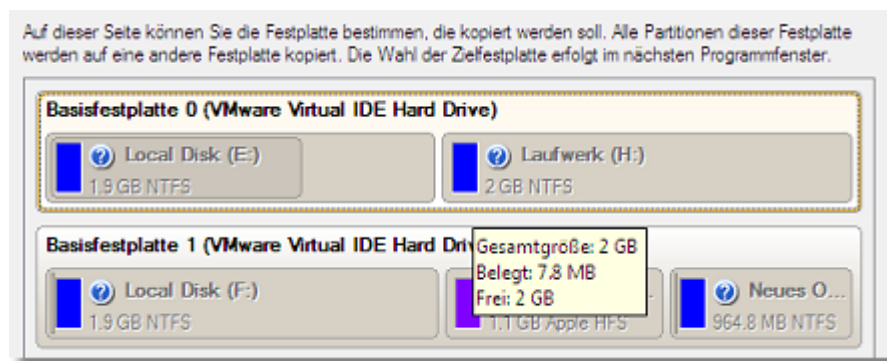 Auf dieser Seite können Sie die Festplatte bestimmen, die kopiert werden soll. Alle Partitionen dieser Festplatte
werden auf eine andere Festplatte kopiert. Die Wahl der Zielfestplatte erfolgt im nächsten Programmfenster.
Basisfestplatte 0 (VMware Virtual IDE Hard Drive)
Local Disk (E:)
1.9 GB NTFS
Laufwerk (H:)
2 GB NTFS
Basisfestplatte 1 (VMware Virtual IDE Hard Driv
Gesamtgröße: 2 GB
Belegt: 7.8 MB
Frei: 2 GB
Local Disk (F:)
1.9 GB NTFS
1.1 GB Apple HFS
Neues O...
964.8 MB NTFS